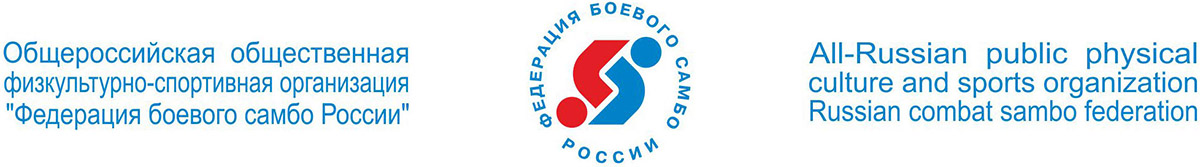 Общероссийская общественная
физкультурно-спортивная организация
"Федерация боевого самбо России"
ФЕДЕРАЦИЯ БОЕВОГО САМБО
РОССИИ
All-Russian public physical
culture and sports organization
Russian combat sambo federation